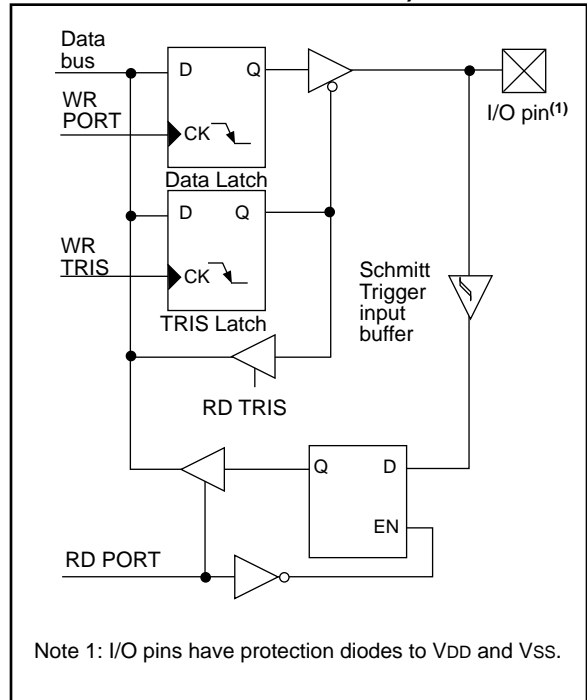 Data
bus
D
Q
WR
PORT
CK
I/O pin(1)
Data Latch
D
Q
WR
TRIS
CK
Schmitt
Trigger
input
buffer
TRIS Latch
RD TRIS
Q
D
EN
RD PORT
Note 1: I/O pins have protection diodes to VDD and VSS.